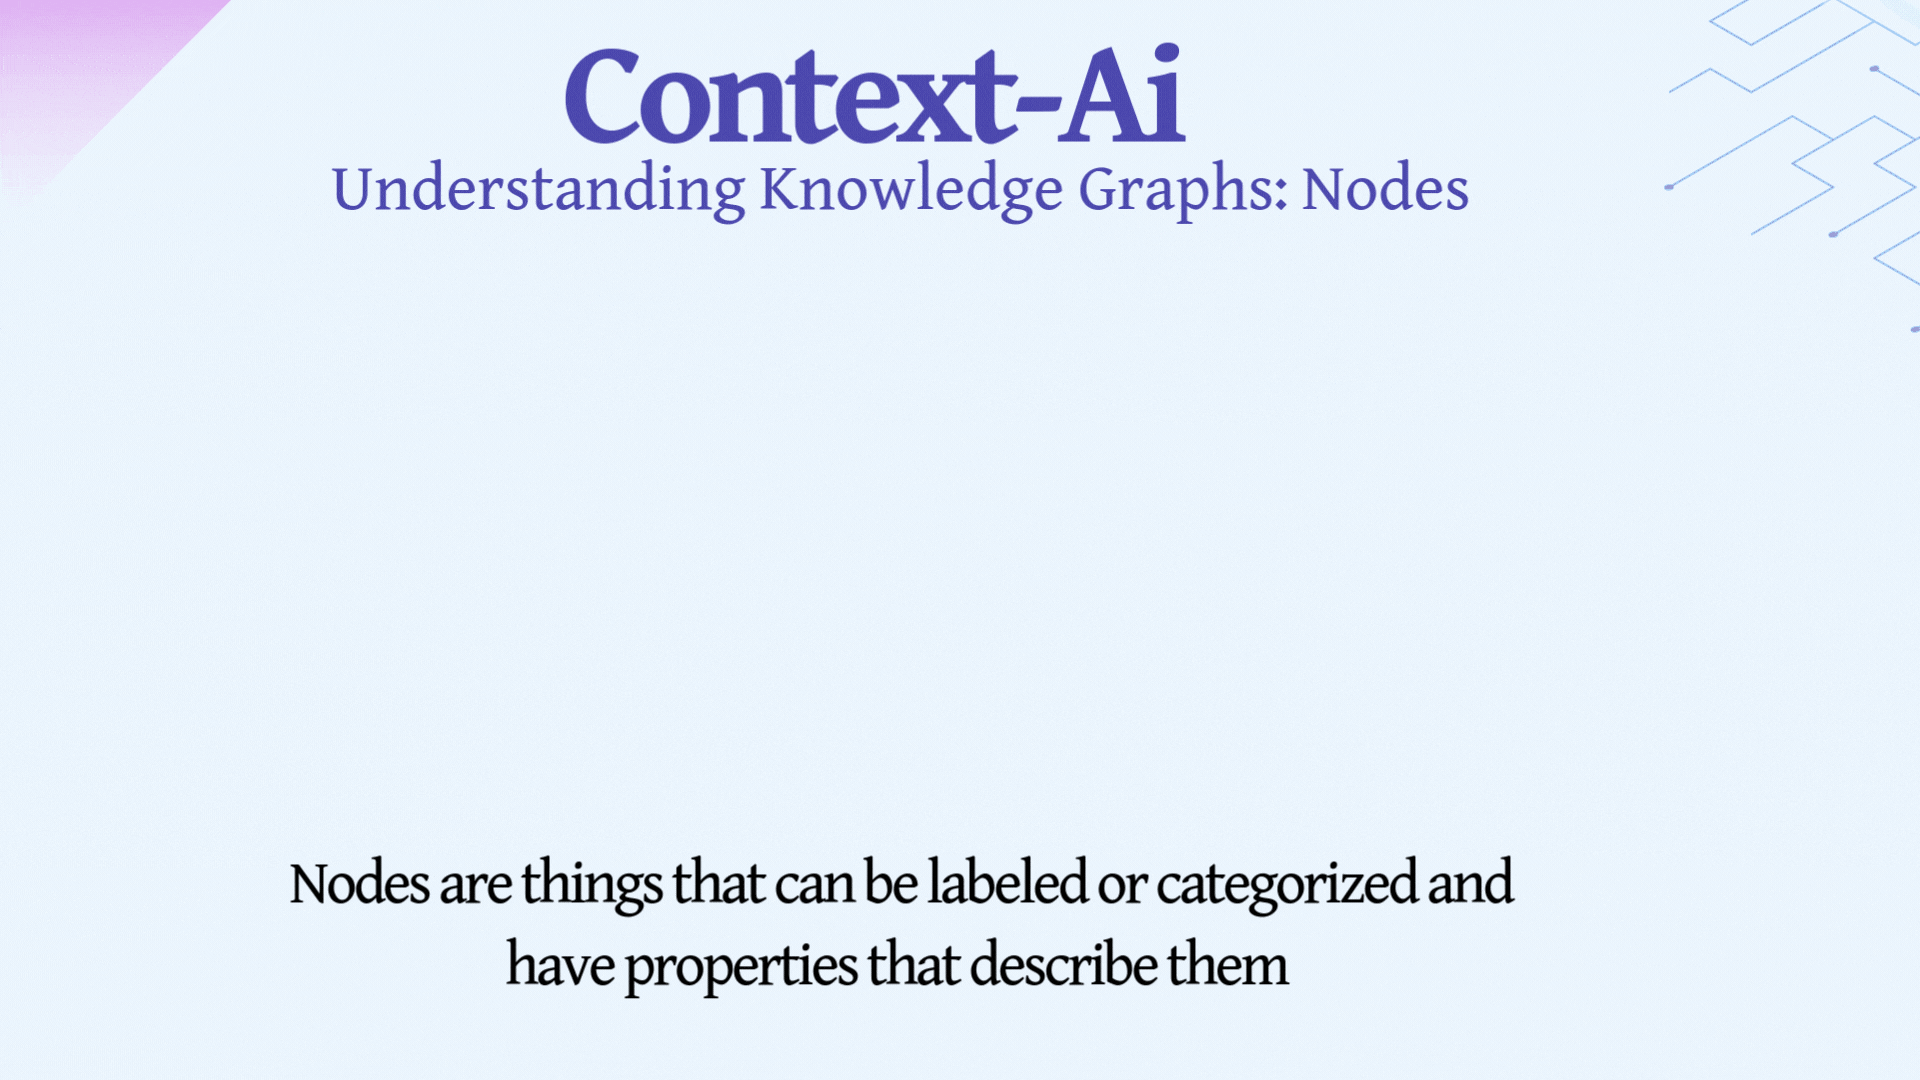 Context-Ai
Understanding Knowledge Graphs: Nodes
Nodes are things that can be labeled or categorized and
have properties that describe them